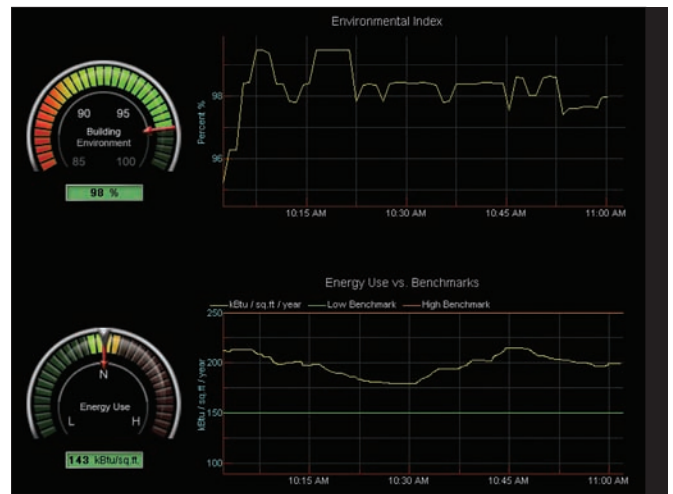 Environmental Index
90 95
Building
Environment
85 100
98 %
Percent %
98
96
10:15 AM 10:30 AM 10:45 AM 11:00 AM
Energy Use vs. Benchmarks
kBtu / sq.ft / year Low Benchmark High Benchmark
250
200
150
100
kBtu / sq.ft / year
N
Energy Use
L H
143 kBtu/sq.ft.
10:15 AM 10:30 AM 10:45 AM 11:00 AM